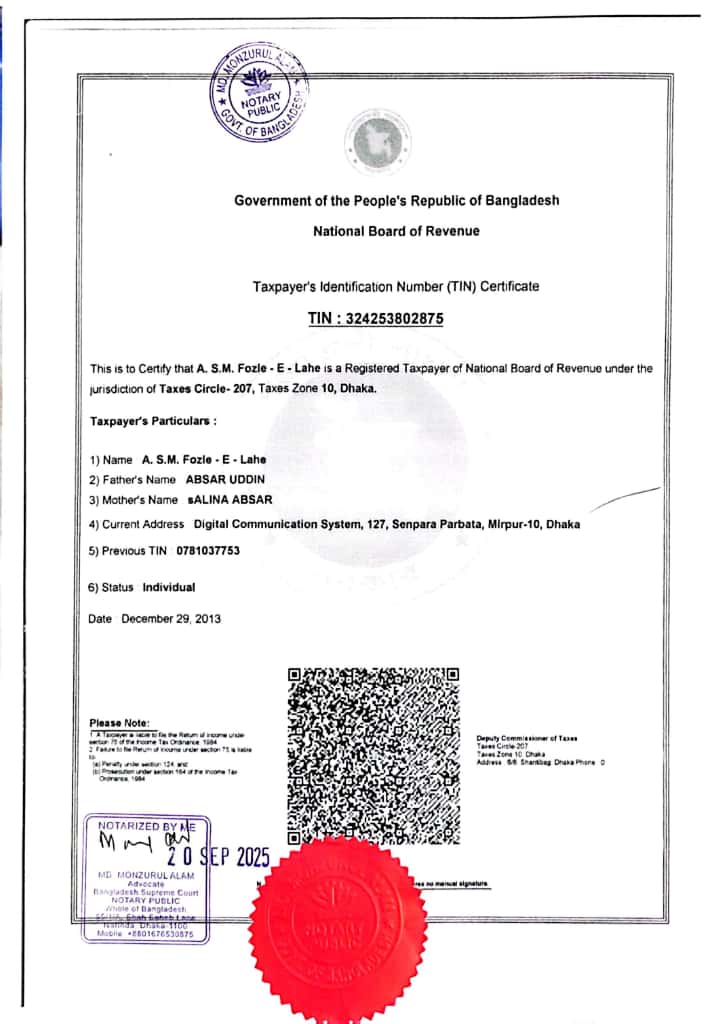 MD. MONZURUL ALAM
NOTARY
PUBLIC
GOVT. OF BANGLADESH
Government of the People's Republic of Bangladesh
National Board of Revenue
Taxpayer's Identification Number (TIN) Certificate
TIN : 324253802875
This is to Certify that A. S.M. Fozle - E - Lahe is a Registered Taxpayer of National Board of Revenue under the
jurisdiction of Taxes Circle- 207, Taxes Zone 10, Dhaka.
Taxpayer's Particulars :
1) Name A. S.M. Fozle - E - Lahe
2) Father's Name ABSAR UDDIN
3) Mother's Name sALINA ABSAR
4) Current Address Digital Communication System, 127, Senpara Parbata, Mirpur-10, Dhaka
5) Previous TIN : 0781037753
6) Status : Individual
Date : December 29, 2013
Please Note:
1. A Taxpayer is liable to file the Return of Income under
section 75 of the Income Tax Ordinance, 1984
2. Failure to file Return of Income under section 75 is liable
to-
(a) Penalty under section 124; and
(b) Prosecution under section 164 of the Income Tax
Ordinance, 1984
Deputy Commissioner of Taxes
Taxes Circle-207
Taxes Zone 10, Dhaka
Address : 6/8 Shantibag Dhaka Phone : 0
NOTARIZED BY ME
20 SEP 2025
MD. MONZURUL ALAM
Advocate
Bangladesh Supreme Court
NOTARY PUBLIC
Whole of Bangladesh
Shah Saheb Lane
Narinda, Dhaka-1100
Mobile: +8801676530875
no manual signature.
NOTARY
PUBLIC